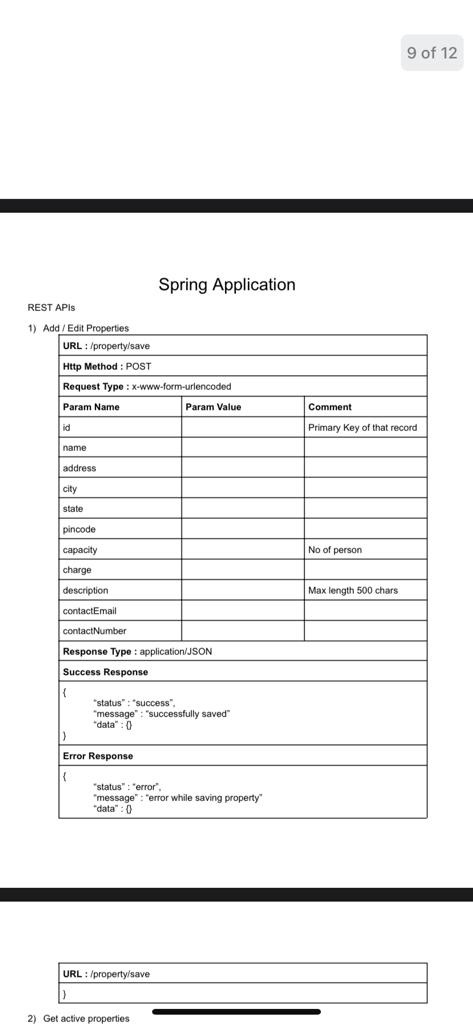 9 of 12
Spring Application
REST APIs
1) Add / Edit Properties
URL : /property/save
Http Method : POST
Request Type : x-www-form-urlencoded
Param Name Param Value Comment
id Primary Key of that record
name
address
city
state
pincode
capacity No of person
charge
description Max length 500 chars
contactEmail
contactNumber
Response Type : application/JSON
Success Response
{
"status" : "success",
"message" : "successfully saved"
"data" : {}
}
Error Response
{
"status" : "error",
"message" : "error while saving property"
"data" : {}
URL : /property/save
}
2) Get active properties